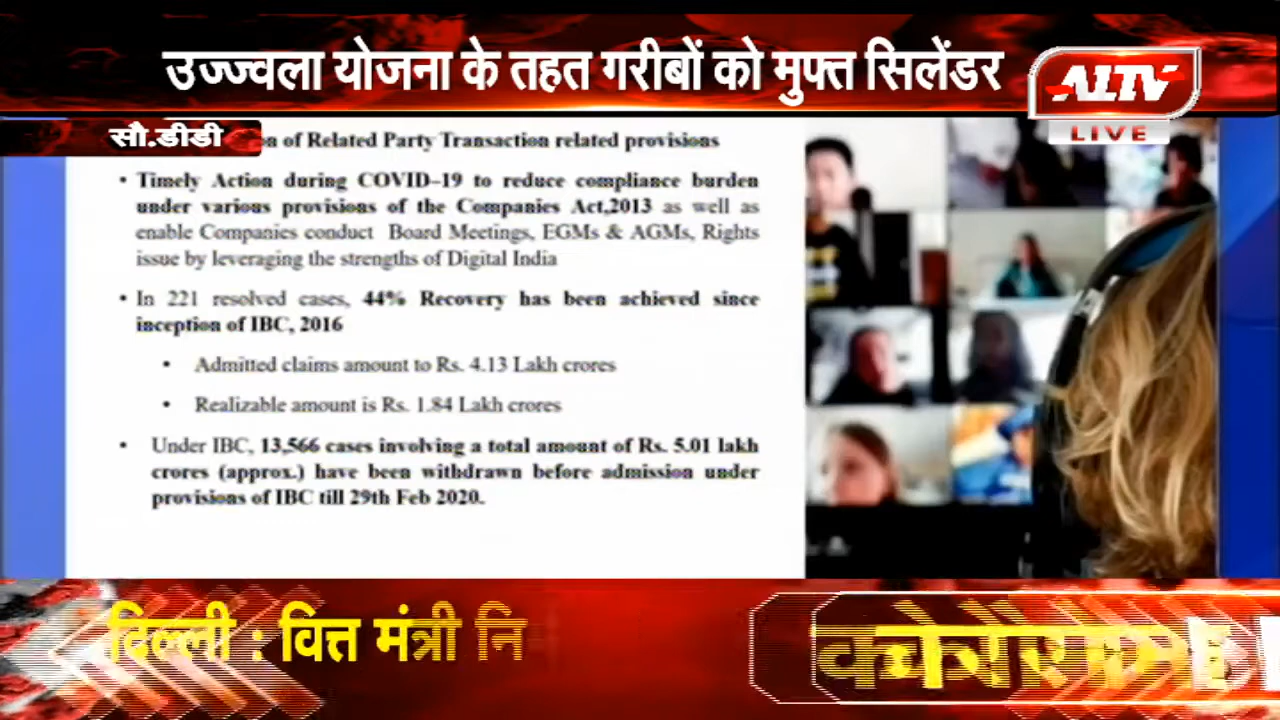 उज्ज्वला योजना के तहत गरीबों को मुफ्त सिलेंडर
ALTV
LIVE
सौ.डीडी
of Related Party Transaction related provisions
• Timely Action during COVID-19 to reduce compliance burden
under various provisions of the Companies Act,2013 as well as
enable Companies conduct Board Meetings, EGMs & AGMs, Rights
issue by leveraging the strengths of Digital India
• In 221 resolved cases, 44% Recovery has been achieved since
inception of IBC, 2016
• Admitted claims amount to Rs. 4.13 Lakh crores
• Realizable amount is Rs. 1.84 Lakh crores
• Under IBC, 13,566 cases involving a total amount of Rs. 5.01 lakh
crores (approx.) have been withdrawn before admission under
provisions of IBC till 29th Feb 2020.
दिल्ली : वित्त मंत्री नि